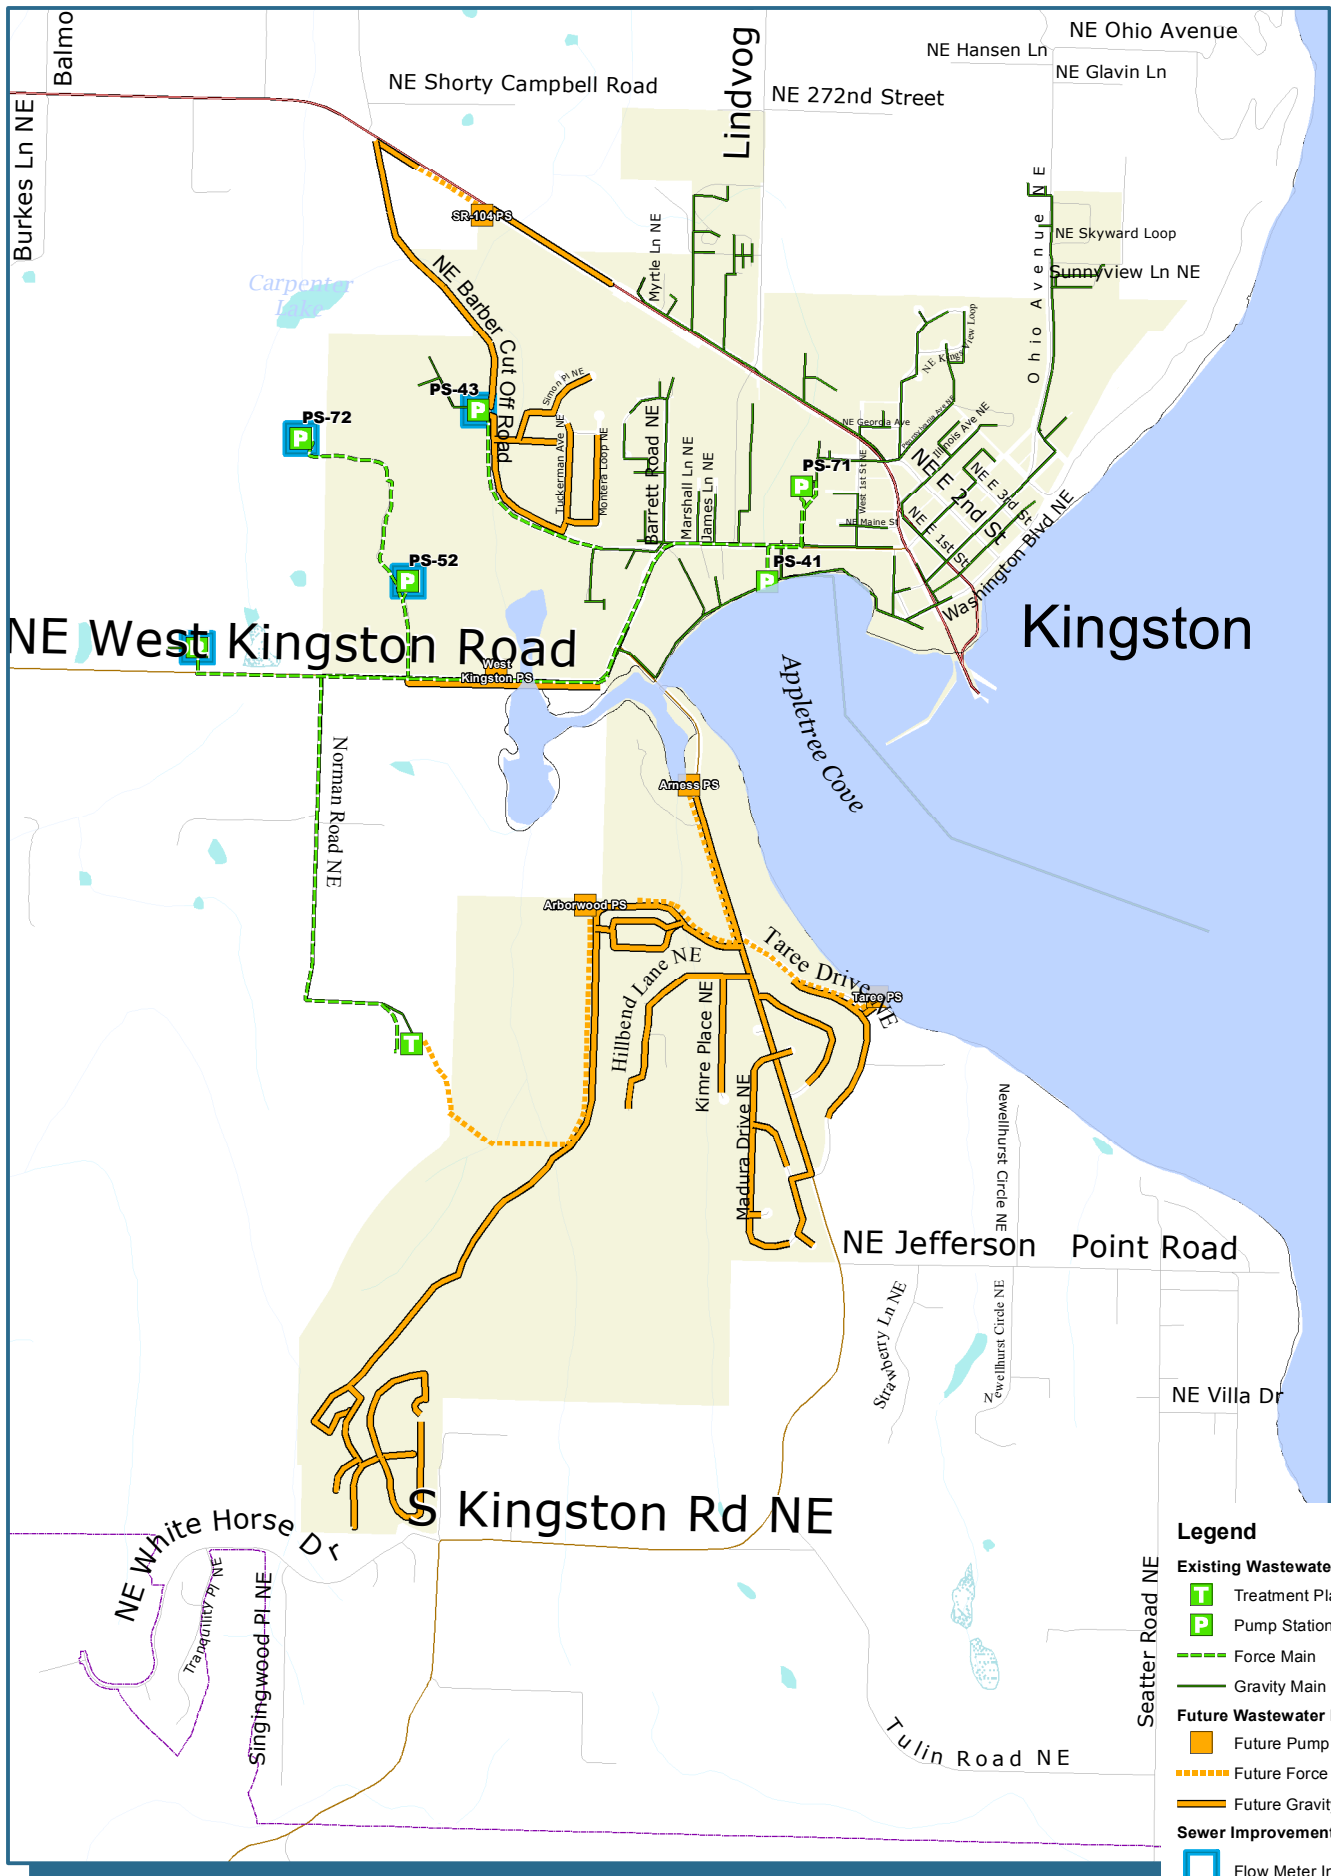 Balmo
Burkes Ln NE
NE Shorty Campbell Road
Lindvog
NE 272nd Street
NE Hansen Ln
NE Ohio Avenue
NE Glavin Ln
SR-104 PS
Myrtle Ln NE
Ohio Avenue NE
NE Skyward Loop
Sunnyview Ln NE
Carpenter
Lake
NE Barber Cut Off Road
NE Kings View Loop
PS-43
Simon Pl NE
PS-72
Tuckerman Ave NE
Montera Loop NE
Barrett Road NE
Marshall Ln NE
James Ln NE
NE Georgia Ave
Pennsylvania Ave NE
Illinois Ave NE
PS-71
West 1st St NE
NE Maine St
NE E 2nd St
NE E 3rd St
NE E 1st St
Washington Blvd NE
PS-52
PS-41
NE West Kingston Road
Kingston
West
Kingston PS
Appletree Cove
Norman Road NE
Arness PS
Arborwood PS
Taree Drive NE
Taree PS
Hillbend Lane NE
Kimre Place NE
Madura Drive NE
Newellhurst Circle NE
NE Jefferson Point Road
Strawberry Ln NE
Newellhurst Circle NE
NE Villa Dr
S Kingston Rd NE
NE White Horse Dr
Tranquility Pl NE
Singingwood Pl NE
Seatter Road NE
Tulin Road NE
Legend
Existing Wastewate
T Treatment Pla
P Pump Station
Force Main
Gravity Main
Future Wastewater
Future Pump
Future Force
Future Gravit
Sewer Improvement
Flow Meter In